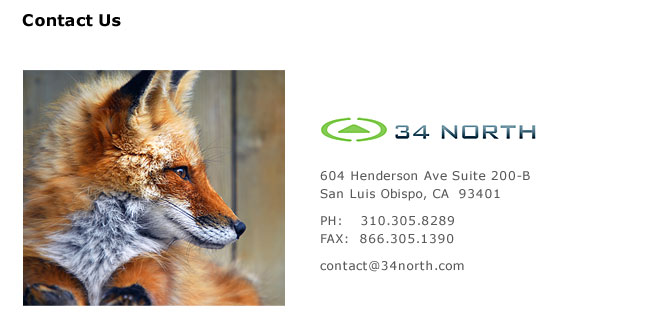 Contact Us
34 NORTH
604 Henderson Ave Suite 200-B
San Luis Obispo, CA 93401
PH: 310.305.8289
FAX: 866.305.1390
contact@34north.com